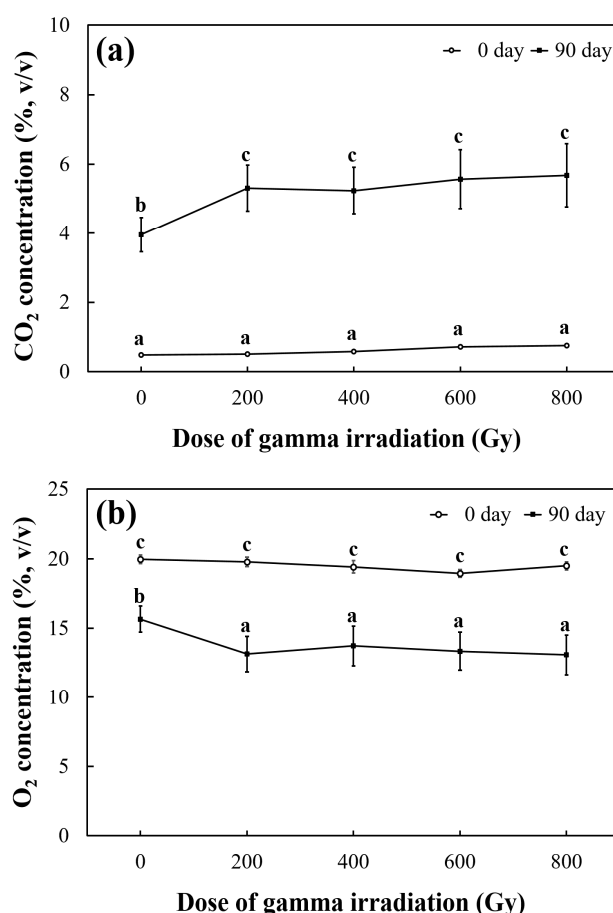 (a)
0 day 90 day
CO₂ concentration (%, v/v)
10
8
6
4
2
0
b c c c c
a a a a a
0 200 400 600 800
Dose of gamma irradiation (Gy)
(b)
0 day 90 day
O₂ concentration (%, v/v)
25
20
15
10
5
0
c c c c c
b a a a a
0 200 400 600 800
Dose of gamma irradiation (Gy)